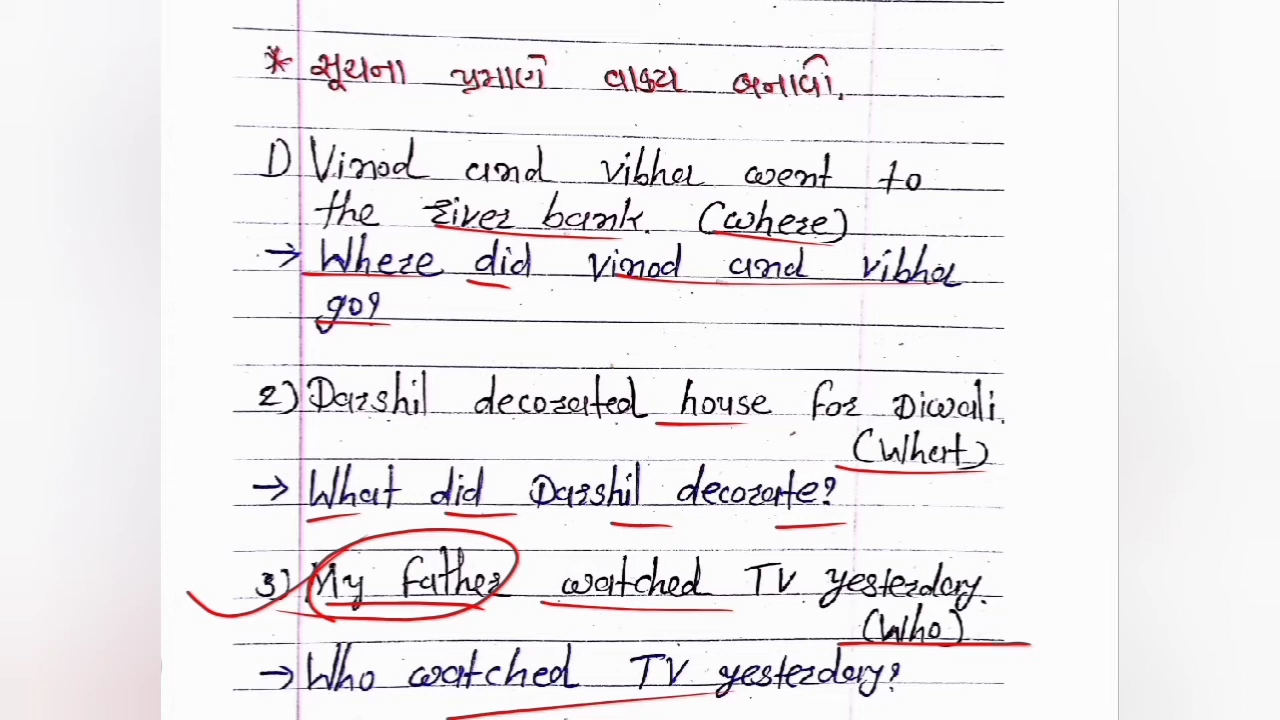 * સૂચના પ્રમાણે વાક્ય બનાવો.
1) Vinod and vibha went to
the river bank. (where)
→ Where did vinod and vibha
go?
2) Darshil decorated house for Diwali.
(What)
→ What did Darshil decorate?
3) My father watched TV yesterday.
(Who)
→ Who watched TV yesterday?